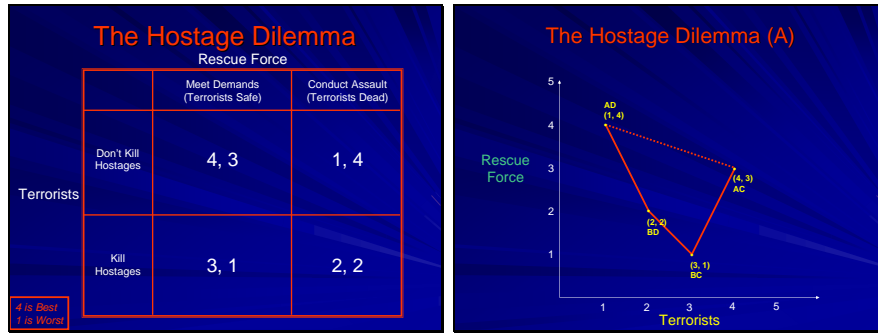 The Hostage Dilemma
Rescue Force
Meet Demands
(Terrorists Safe)
Conduct Assault
(Terrorists Dead)
Terrorists
Don't Kill
Hostages
4, 3
1, 4
Kill
Hostages
3, 1
2, 2
4 is Best
1 is Worst
The Hostage Dilemma (A)
5
AD
(1, 4)
4
Rescue
Force
3
(4, 3)
AC
2
(2, 2)
BD
1
(3, 1)
BC
1 2 3 4 5
Terrorists